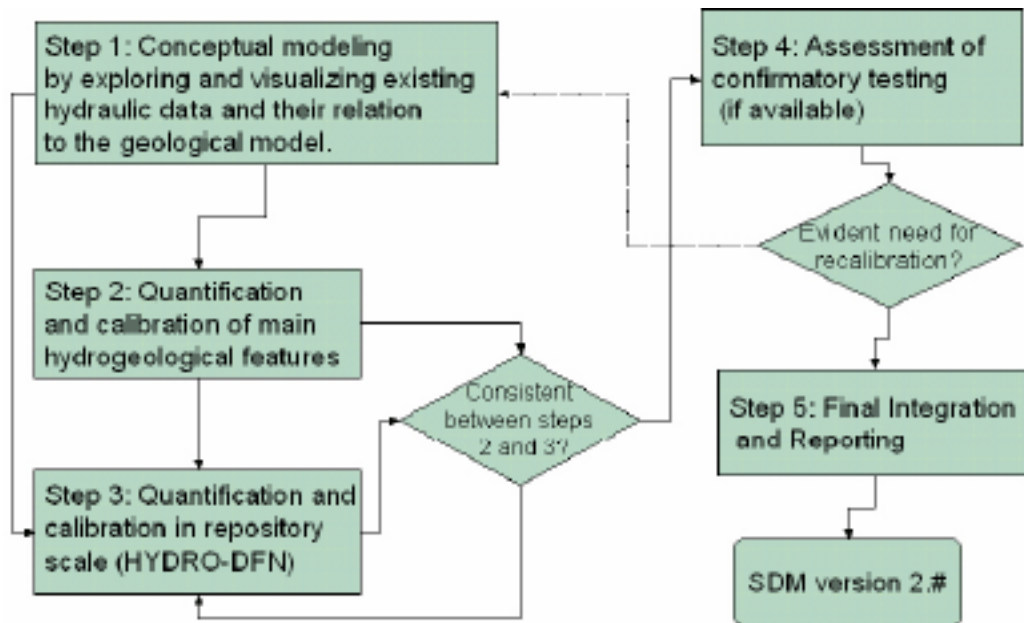 Step 1: Conceptual modeling
by exploring and visualizing existing
hydraulic data and their relation
to the geological model.
Step 2: Quantification
and calibration of main
hydrogeological features
Step 3: Quantification and
calibration in repository
scale (HYDRO-DFN)
Consistent
between steps
2 and 3?
Step 4: Assessment of
confirmatory testing
(if available)
Evident need for
recalibration?
Step 5: Final Integration
and Reporting
SDM version 2.#